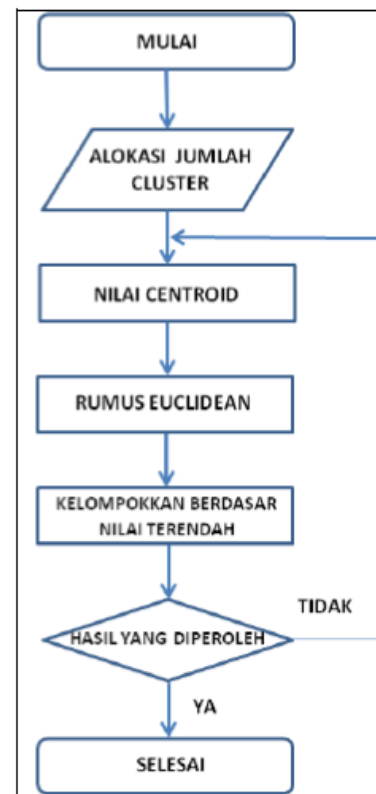 MULAI
ALOKASI JUMLAH
CLUSTER
NILAI CENTROID
RUMUS EUCLIDEAN
KELOMPOKKAN BERDASAR
NILAI TERENDAH
HASIL YANG DIPEROLEH
TIDAK
YA
SELESAI